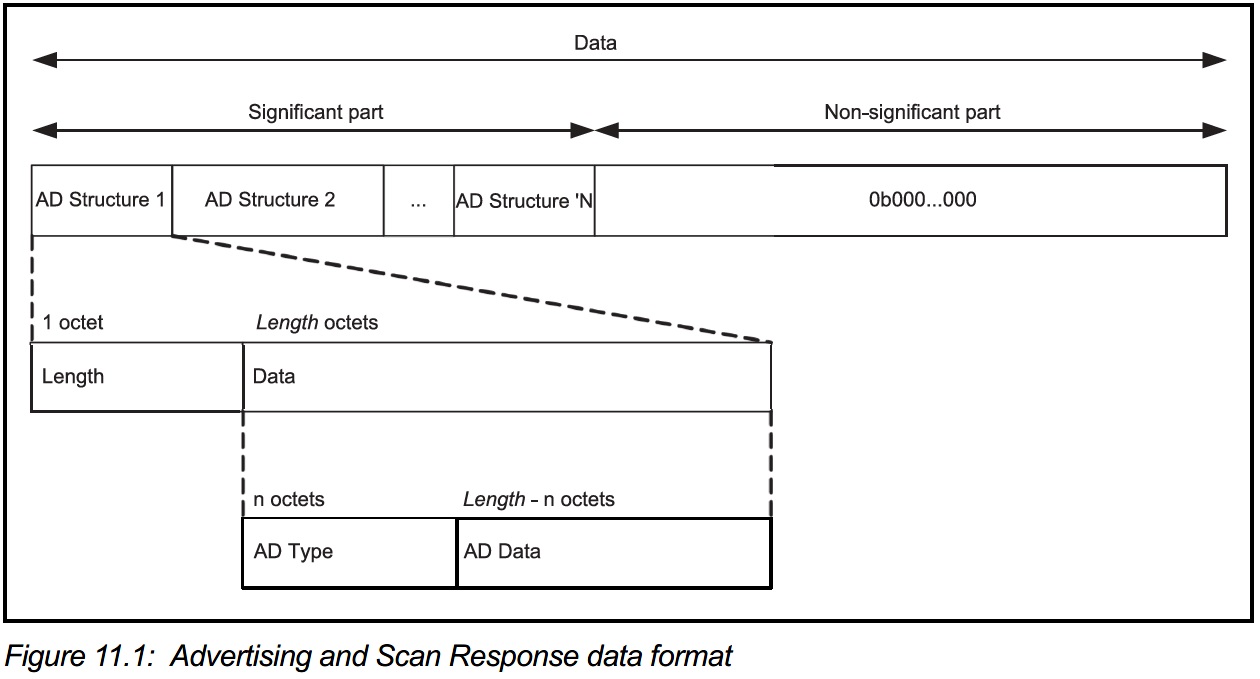 Data
Significant part
Non-significant part
AD Structure 1
AD Structure 2
...
AD Structure 'N
0b000...000
1 octet
Length octets
Length
Data
n octets
Length - n octets
AD Type
AD Data
Figure 11.1: Advertising and Scan Response data format